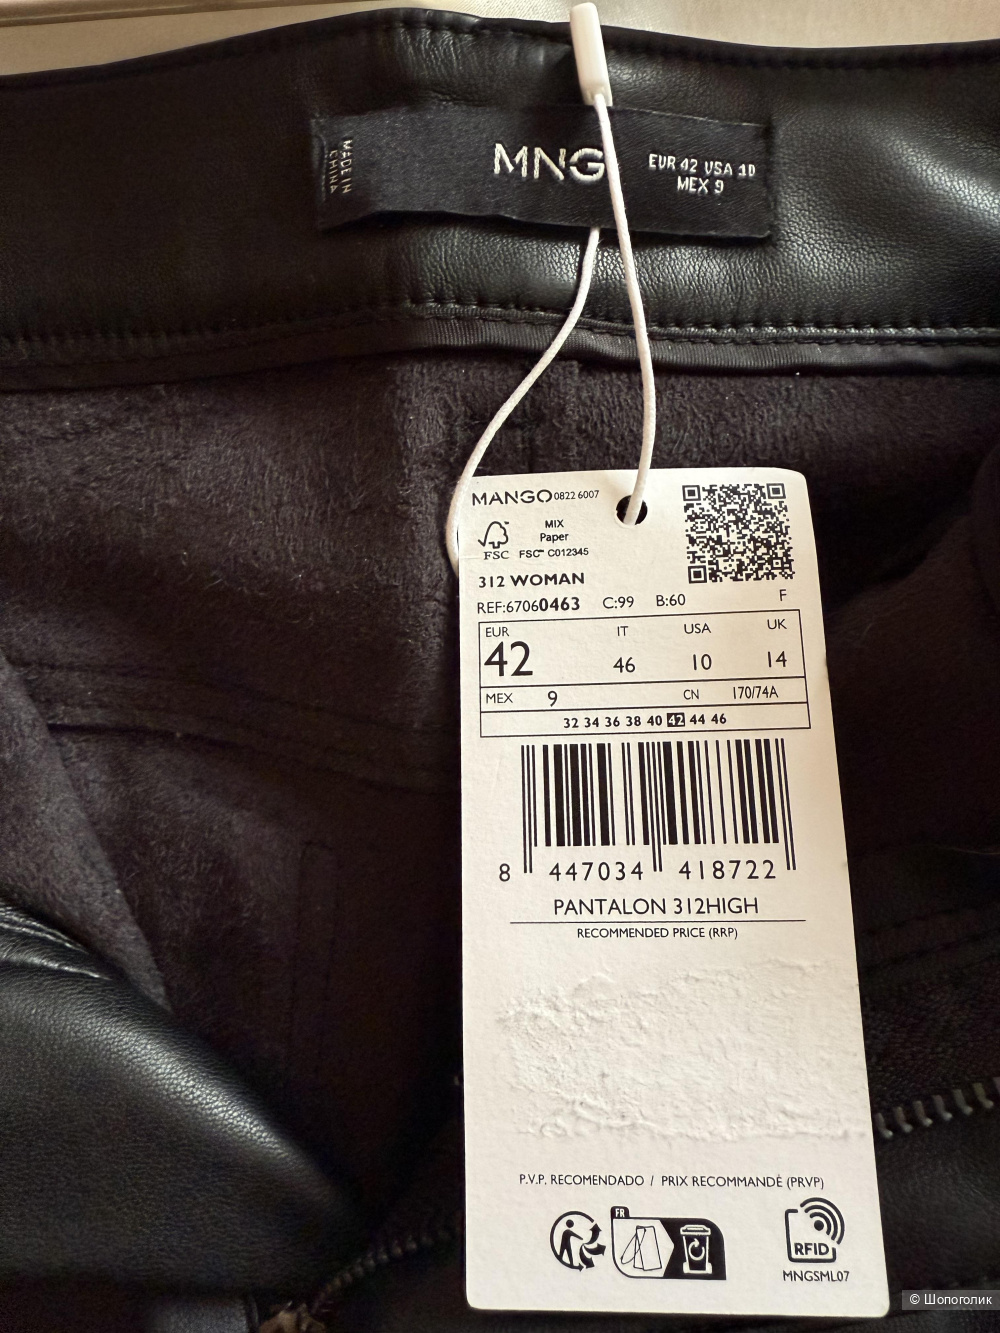 MADE IN
CHINA
MNG
EUR 42 USA 10
MEX 9
MANGO 0822 6007
MIX
Paper
FSC FSC™ C012345
312 WOMAN
REF:67060463 C:99 B:60 F
EUR IT USA UK
42 46 10 14
MEX 9 CN 170/74A
32 34 36 38 40 42 44 46
8 447034 418722
PANTALON 312HIGH
RECOMMENDED PRICE (RRP)
P.V.P. RECOMENDADO / PRIX RECOMMANDÉ (PRVP)
FR
RFID
MNGSML07
© Шопоголик